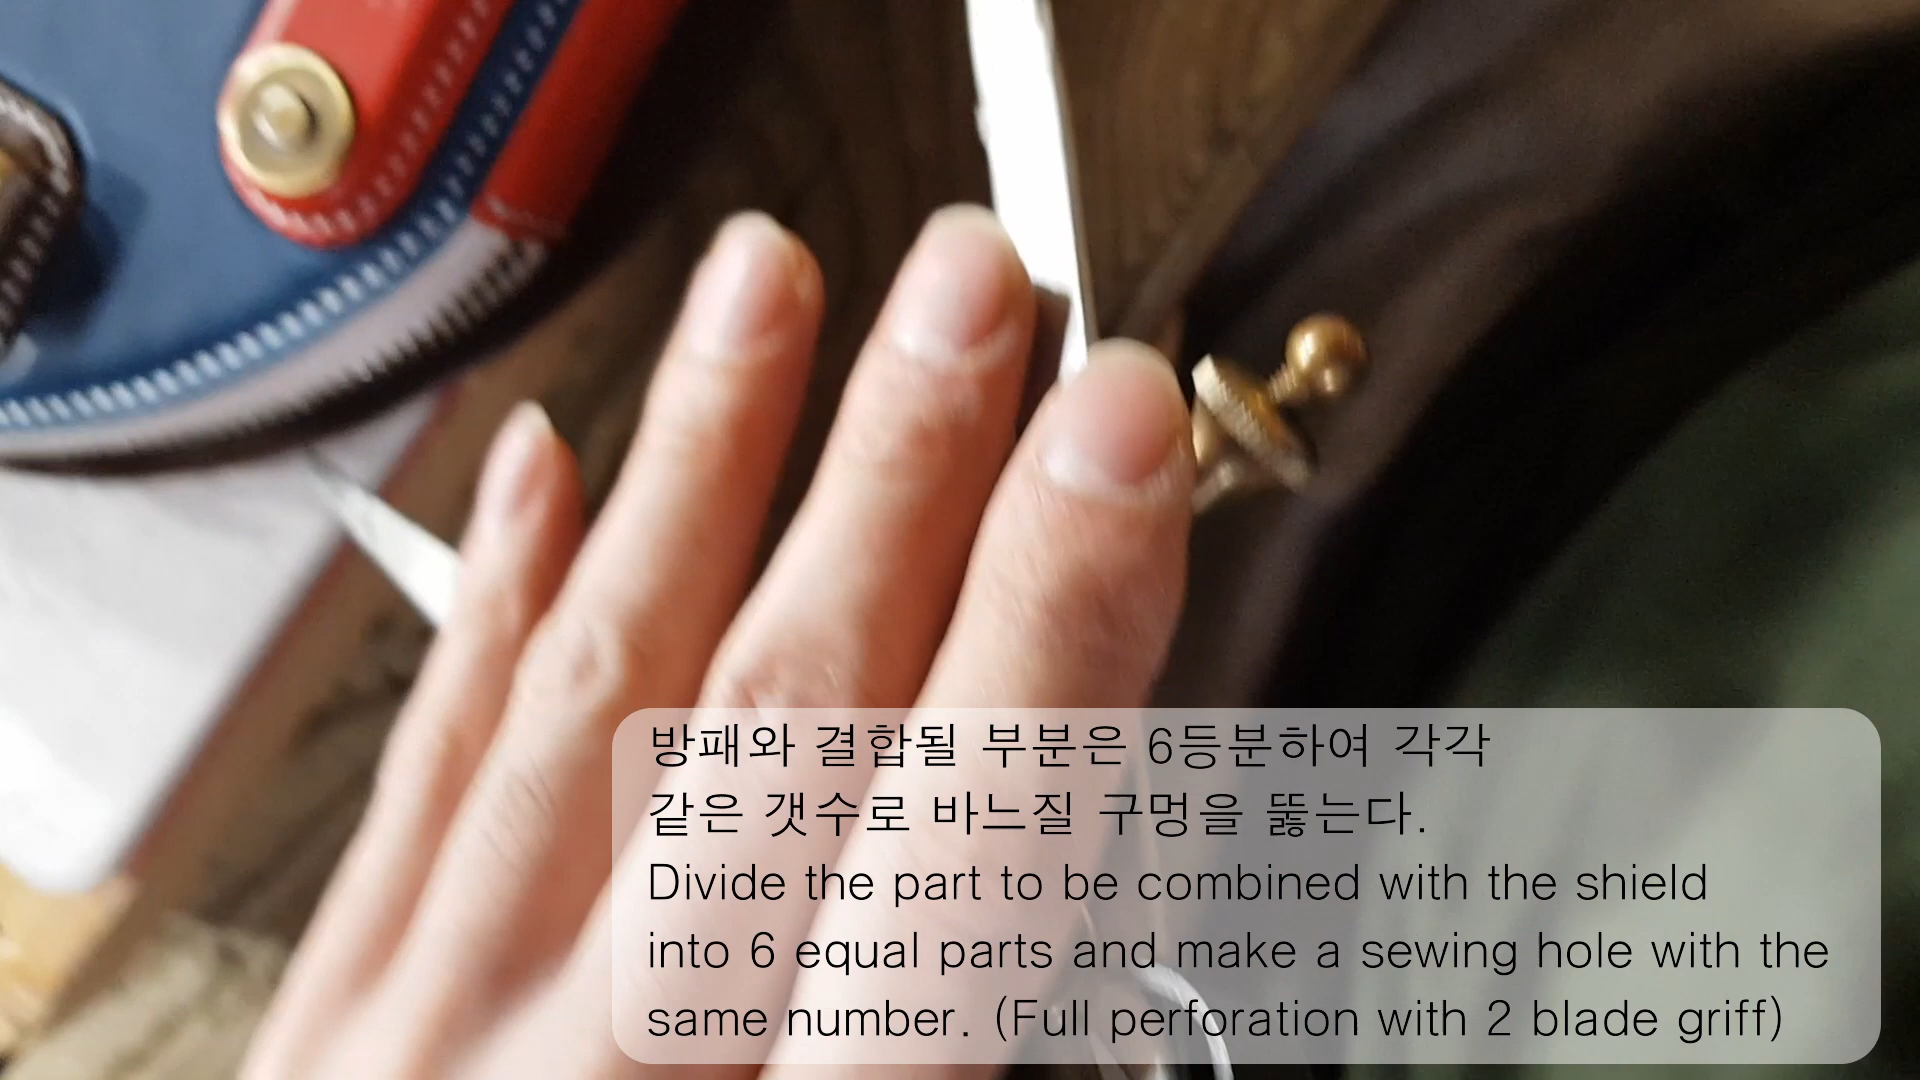 방패와 결합될 부분은 6등분하여 각각
같은 갯수로 바느질 구멍을 뚫는다.
Divide the part to be combined with the shield
into 6 equal parts and make a sewing hole with the
same number. (Full perforation with 2 blade griff)